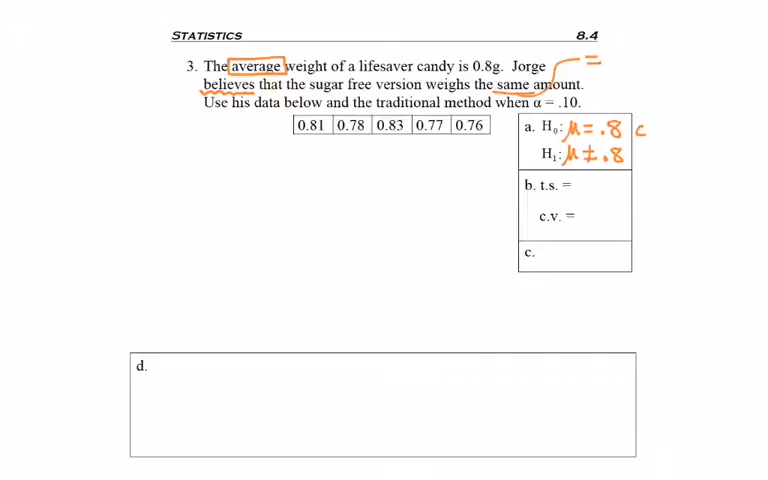 STATISTICS 8.4
3. The average weight of a lifesaver candy is 0.8g. Jorge =
believes that the sugar free version weighs the same amount.
Use his data below and the traditional method when α = .10.
0.81 0.78 0.83 0.77 0.76
a. H₀: μ = .8 c
H₁: μ ≠ .8
b. t.s. =
c.v. =
c.
d.